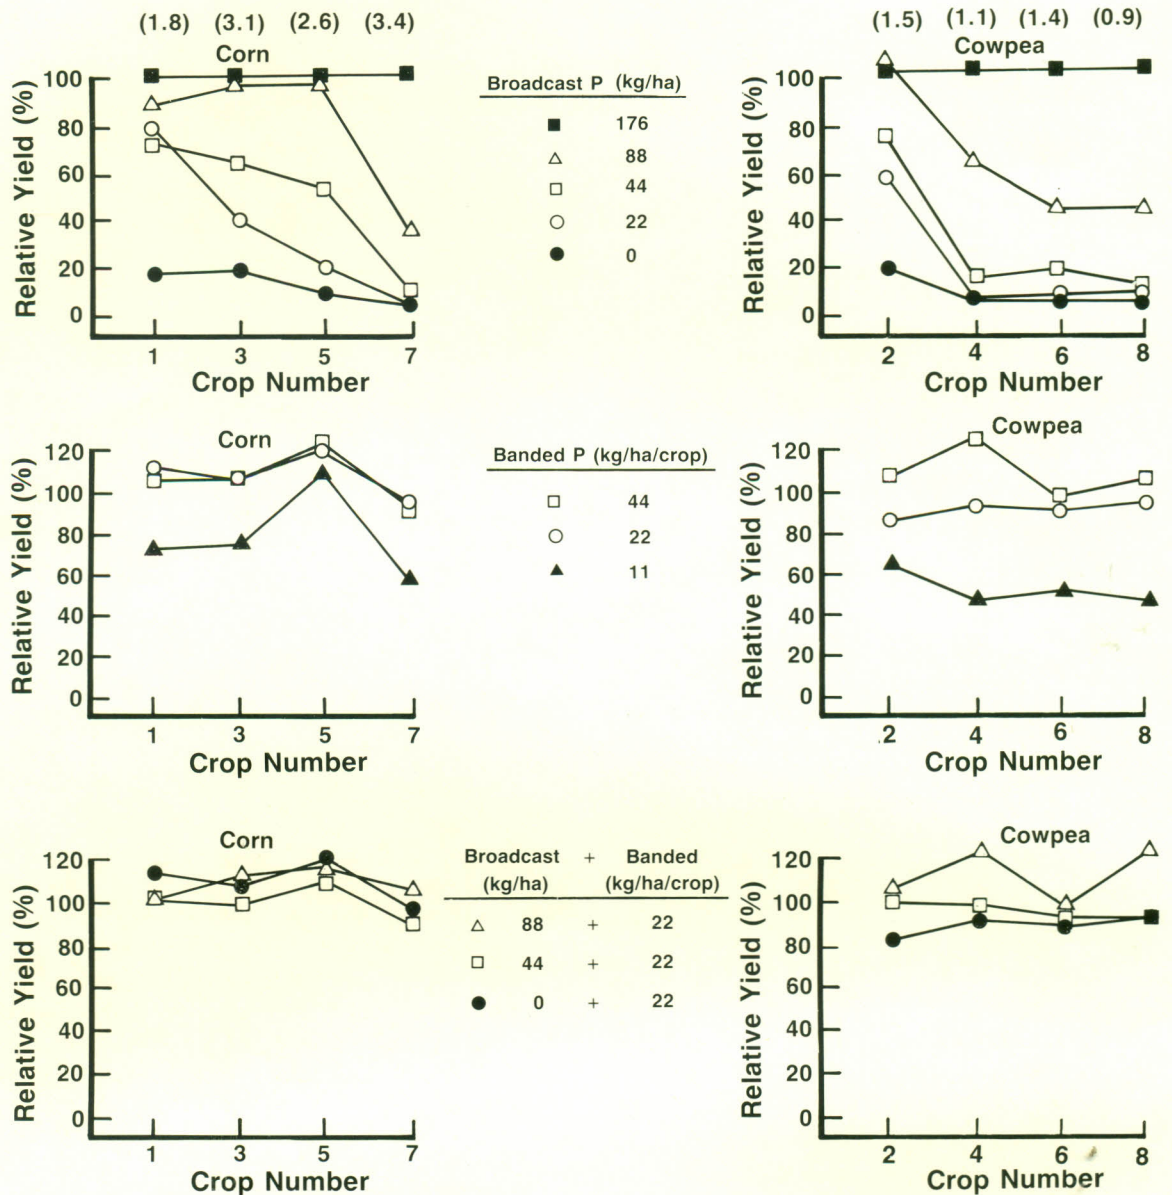 (1.8) (3.1) (2.6) (3.4)
Corn
100
80
60
40
20
0
Relative Yield (%)
1 3 5 7
Crop Number
Broadcast P (kg/ha)
176
88
44
22
0
(1.5) (1.1) (1.4) (0.9)
Cowpea
100
80
60
40
20
0
Relative Yield (%)
2 4 6 8
Crop Number
Corn
120
100
80
60
40
20
0
Relative Yield (%)
1 3 5 7
Crop Number
Banded P (kg/ha/crop)
44
22
11
Cowpea
120
100
80
60
40
20
0
Relative Yield (%)
2 4 6 8
Crop Number
Corn
120
100
80
60
40
20
0
Relative Yield (%)
1 3 5 7
Crop Number
Broadcast + Banded
(kg/ha) (kg/ha/crop)
88 + 22
44 + 22
0 + 22
Cowpea
120
100
80
60
40
20
0
Relative Yield (%)
2 4 6 8
Crop Number